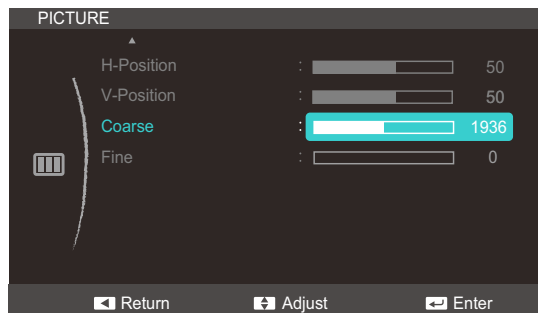 PICTURE
H-Position : 50
V-Position : 50
Coarse : 1936
Fine : 0
Return Adjust Enter